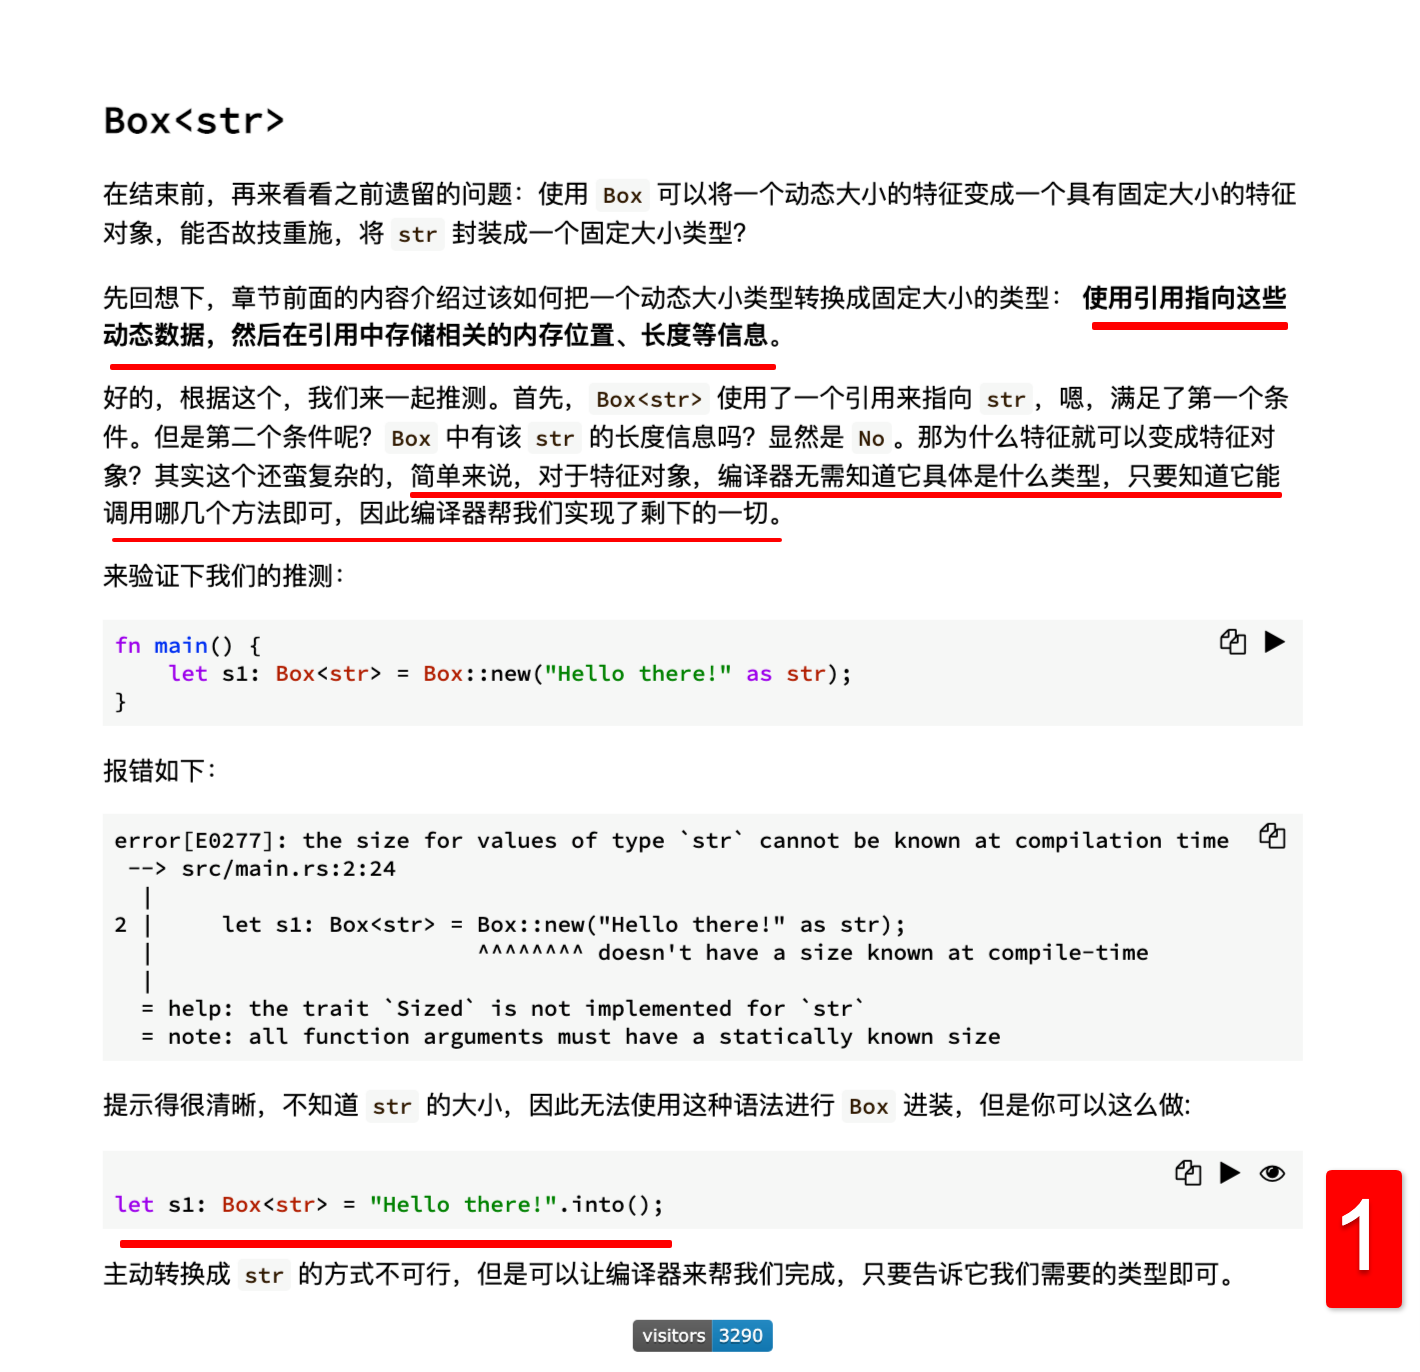 Box<str>
在结束前，再来看看之前遗留的问题：使用 Box 可以将一个动态大小的特征变成一个具有固定大小的特征
对象，能否故技重施，将 str 封装成一个固定大小类型？
先回想下，章节前面的内容介绍过该如何把一个动态大小类型转换成固定大小的类型： 使用引用指向这些
动态数据，然后在引用中存储相关的内存位置、长度等信息。
好的，根据这个，我们来一起推测。首先， Box<str> 使用了一个引用来指向 str ，嗯，满足了第一个条
件。但是第二个条件呢？ Box 中有该 str 的长度信息吗？显然是 No 。那为什么特征就可以变成特征对
象？其实这个还蛮复杂的，简单来说，对于特征对象，编译器无需知道它具体是什么类型，只要知道它能
调用哪几个方法即可，因此编译器帮我们实现了剩下的一切。
来验证下我们的推测：
fn main() {
    let s1: Box<str> = Box::new("Hello there!" as str);
}
报错如下：
error[E0277]: the size for values of type `str` cannot be known at compilation time
 --> src/main.rs:2:24
  |
2 |     let s1: Box<str> = Box::new("Hello there!" as str);
  |                        ^^^^^^^^ doesn't have a size known at compile-time
  |
  = help: the trait `Sized` is not implemented for `str`
  = note: all function arguments must have a statically known size
提示得很清晰，不知道 str 的大小，因此无法使用这种语法进行 Box 进装，但是你可以这么做:
let s1: Box<str> = "Hello there!".into();
主动转换成 str 的方式不可行，但是可以让编译器来帮我们完成，只要告诉它我们需要的类型即可。
1
visitors 3290